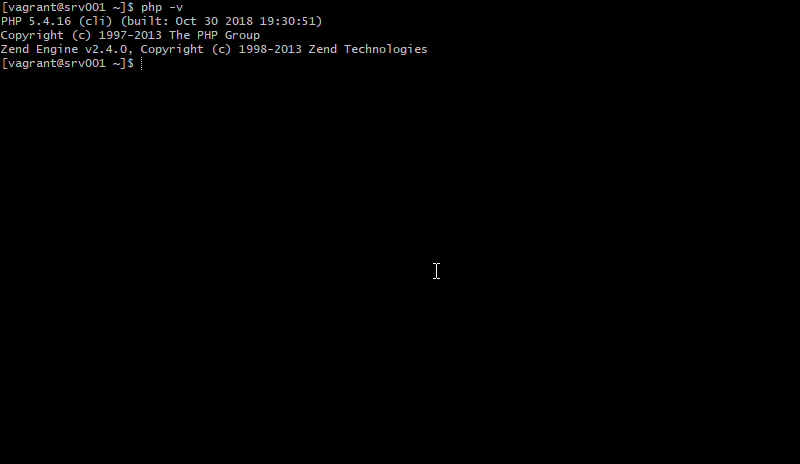 [vagrant@srv001 ~]$ php -v
PHP 5.4.16 (cli) (built: Oct 30 2018 19:30:51)
Copyright (c) 1997-2013 The PHP Group
Zend Engine v2.4.0, Copyright (c) 1998-2013 Zend Technologies
[vagrant@srv001 ~]$